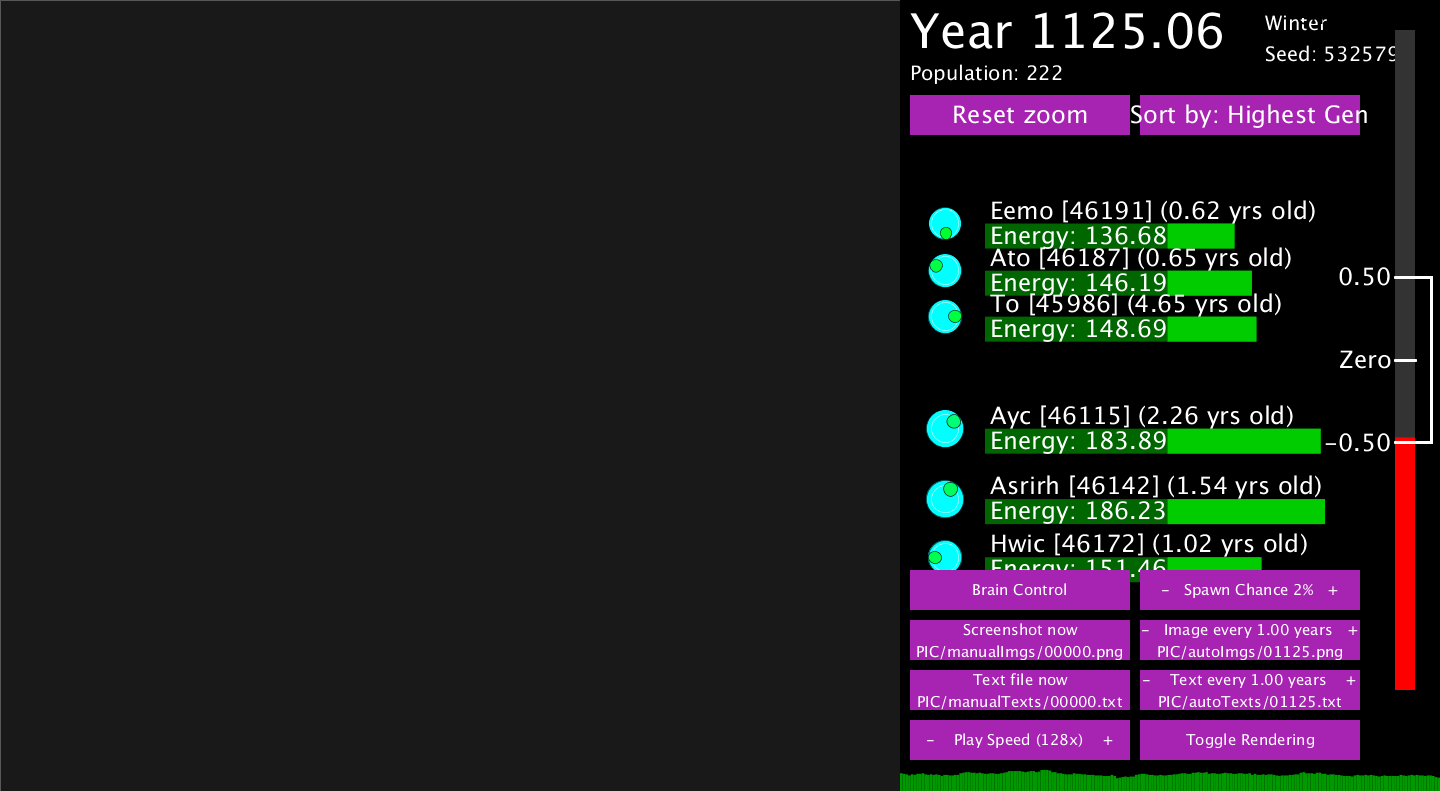 Year 1125.06
Winter
Seed: 532579
Population: 222
Reset zoom
Sort by: Highest Gen
Eemo [46191] (0.62 yrs old)
Energy: 136.68
Ato [46187] (0.65 yrs old)
Energy: 146.19
To [45986] (4.65 yrs old)
Energy: 148.69
Ayc [46115] (2.26 yrs old)
Energy: 183.89
Asrirh [46142] (1.54 yrs old)
Energy: 186.23
Hwic [46172] (1.02 yrs old)
Energy: 151.46
0.50
Zero
-0.50
Brain Control
- Spawn Chance 2% +
Screenshot now
PIC/manualImgs/00000.png
- Image every 1.00 years +
PIC/autoImgs/01125.png
Text file now
PIC/manualTexts/00000.txt
- Text every 1.00 years +
PIC/autoTexts/01125.txt
- Play Speed (128x) +
Toggle Rendering